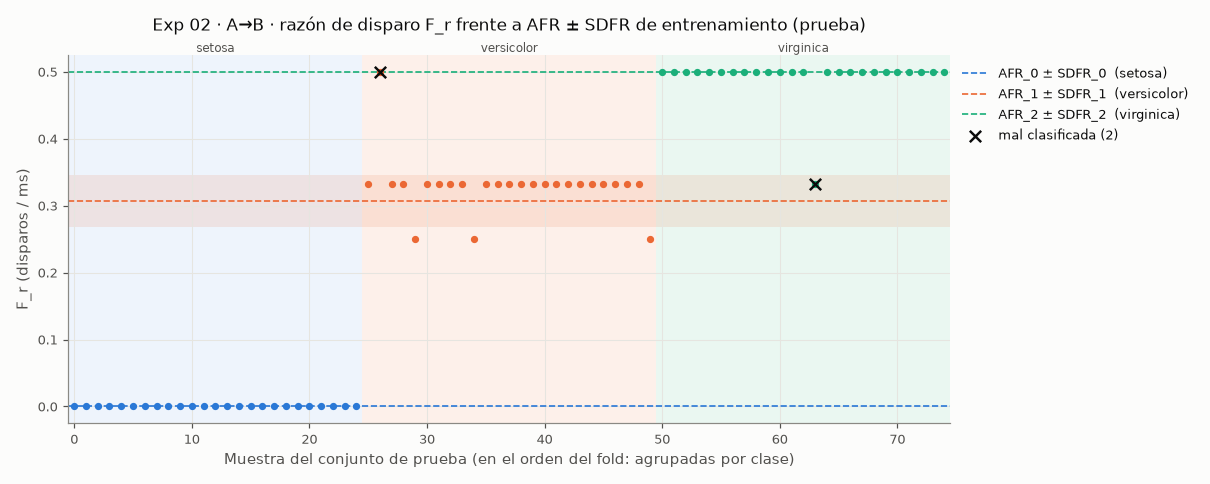 Exp 02 · A→B · razón de disparo F_r frente a AFR ± SDFR de entrenamiento (prueba)
setosa versicolor virginica
AFR_0 ± SDFR_0 (setosa)
AFR_1 ± SDFR_1 (versicolor)
AFR_2 ± SDFR_2 (virginica)
mal clasificada (2)
F_r (disparos / ms)
0.5
0.4
0.3
0.2
0.1
0.0
0 10 20 30 40 50 60 70
Muestra del conjunto de prueba (en el orden del fold: agrupadas por clase)